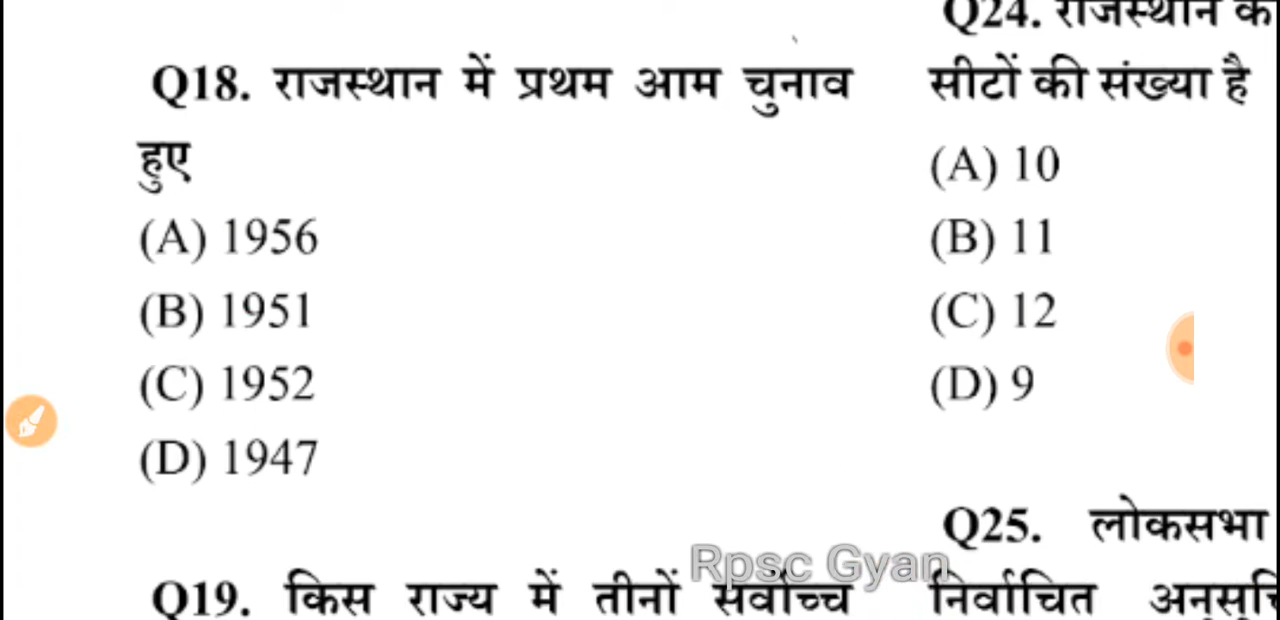 Q18. राजस्थान में प्रथम आम चुनाव
हुए
(A) 1956
(B) 1951
(C) 1952
(D) 1947
Q19. किस राज्य में तीनों सर्वोच्च
Q24. राजस्थान के
सीटों की संख्या है
(A) 10
(B) 11
(C) 12
(D) 9
Q25. लोकसभा
निर्वाचित
Rpsc Gyan